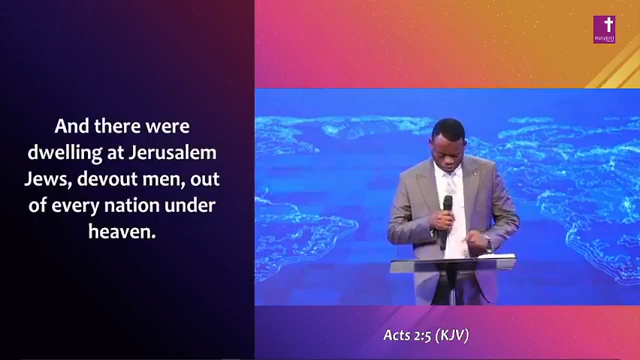 And there were
dwelling at Jerusalem
Jews, devout men, out
of every nation under
heaven.
Acts 2:5 (KJV)